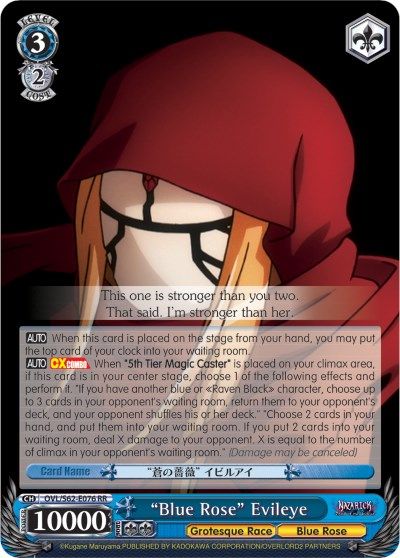 LEVEL
3
2
COST
This one is stronger than you two.
That said. I'm stronger than her.
AUTO When this card is placed on the stage from your hand, you may put
the top card of your clock into your waiting room.
AUTO CX COMBO When "5th Tier Magic Caster" is placed on your climax area,
if this card is in your center stage, choose 1 of the following effects and
perform it. "If you have another blue or «Raven Black» character, choose up
to 3 cards in your opponent's waiting room, return them to your opponent's
deck, and your opponent shuffles his or her deck." "Choose 2 cards in your
hand, and put them into your waiting room. If you put 2 cards into your
waiting room, deal X damage to your opponent. X is equal to the number
of climax in your opponent's waiting room." (Damage may be canceled)
Card Name “蒼の薔薇” イビルアイ
CH OVL/S62-E076 RR
10000
“Blue Rose” Evileye
NAZARICK
Grotesque Race
Blue Rose
©Kugane Maruyama,PUBLISHED BY KADOKAWA CORPORATION/OVERLORD2 PARTNERS